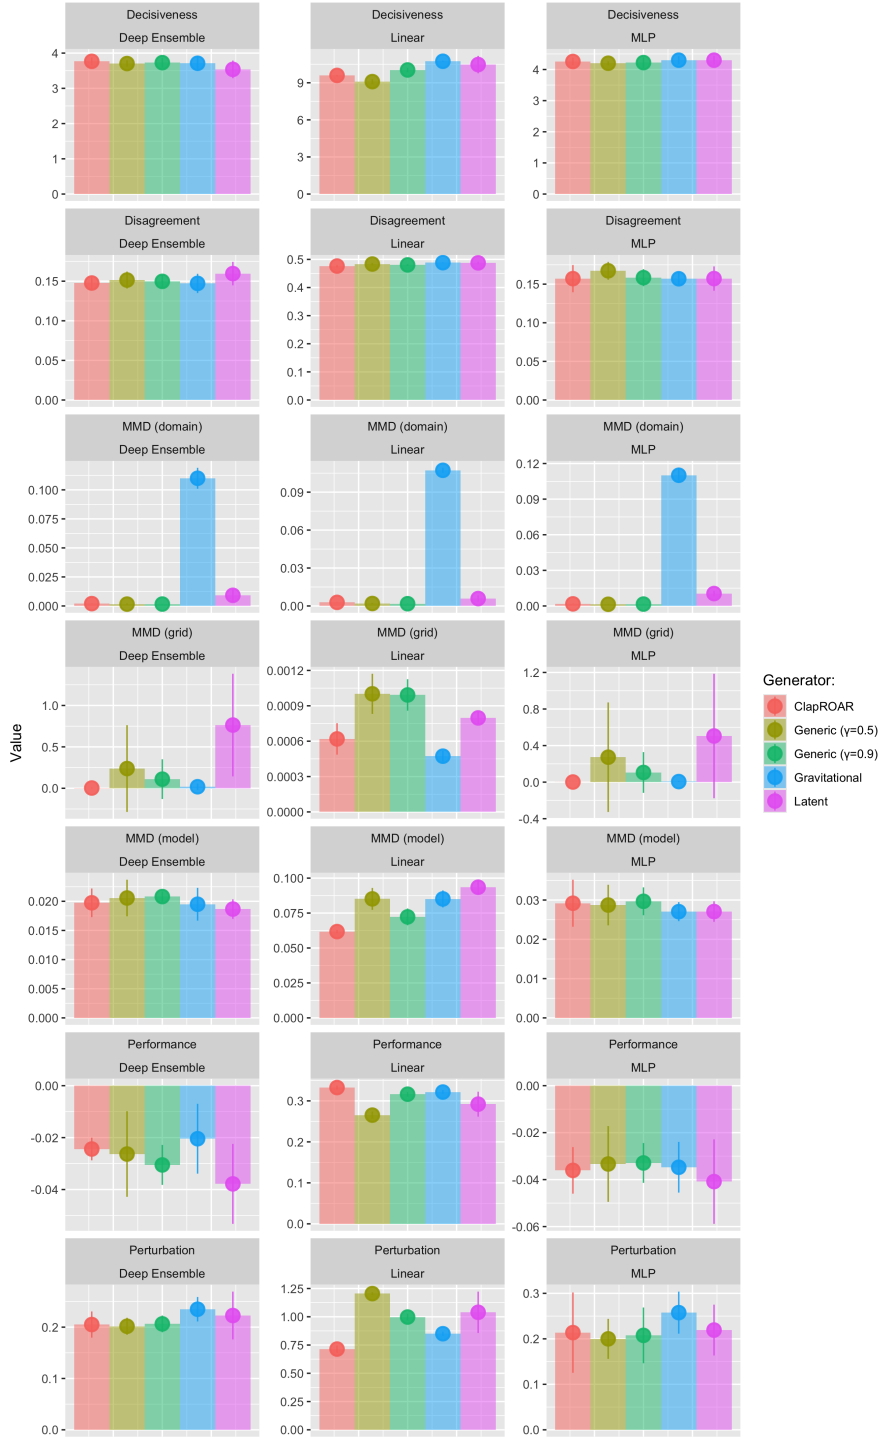 Decisiveness
Deep Ensemble
Decisiveness
Linear
Decisiveness
MLP
4
3
2
1
0
9
6
3
0
4
3
2
1
0
Disagreement
Deep Ensemble
Disagreement
Linear
Disagreement
MLP
0.15
0.10
0.05
0.00
0.5
0.4
0.3
0.2
0.1
0.0
0.15
0.10
0.05
0.00
MMD (domain)
Deep Ensemble
MMD (domain)
Linear
MMD (domain)
MLP
0.100
0.075
0.050
0.025
0.000
0.09
0.06
0.03
0.00
0.12
0.09
0.06
0.03
0.00
MMD (grid)
Deep Ensemble
MMD (grid)
Linear
MMD (grid)
MLP
1.0
0.5
0.0
0.0012
0.0009
0.0006
0.0003
0.0000
1.2
0.8
0.4
0.0
-0.4
Value
Generator:
ClapROAR
Generic (γ=0.5)
Generic (γ=0.9)
Gravitational
Latent
MMD (model)
Deep Ensemble
MMD (model)
Linear
MMD (model)
MLP
0.020
0.015
0.010
0.005
0.000
0.100
0.075
0.050
0.025
0.000
0.03
0.02
0.01
0.00
Performance
Deep Ensemble
Performance
Linear
Performance
MLP
0.00
-0.02
-0.04
0.3
0.2
0.1
0.0
0.00
-0.02
-0.04
-0.06
Perturbation
Deep Ensemble
Perturbation
Linear
Perturbation
MLP
0.2
0.1
0.0
1.25
1.00
0.75
0.50
0.25
0.00
0.3
0.2
0.1
0.0